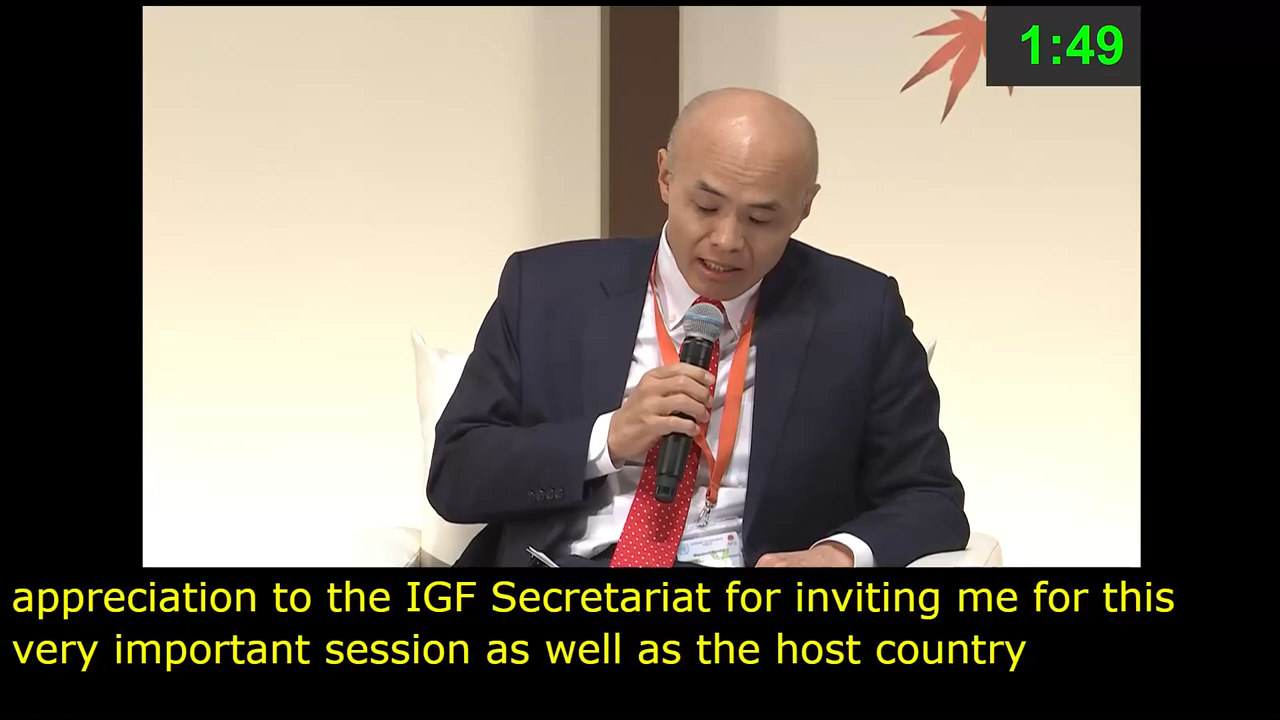 1:49
appreciation to the IGF Secretariat for inviting me for this
very important session as well as the host country